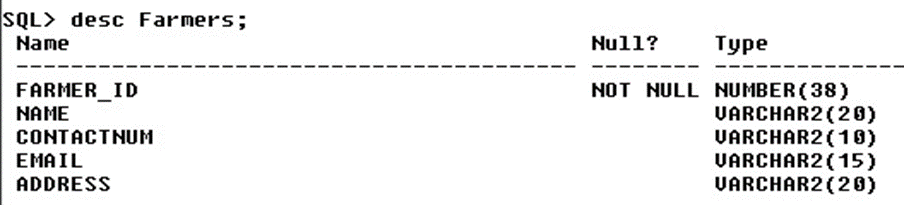 SQL> desc Farmers;
Name Null? Type
----------------------------------------- -------- --------------
FARMER_ID NOT NULL NUMBER(38)
NAME VARCHAR2(20)
CONTACTNUM VARCHAR2(10)
EMAIL VARCHAR2(15)
ADDRESS VARCHAR2(20)